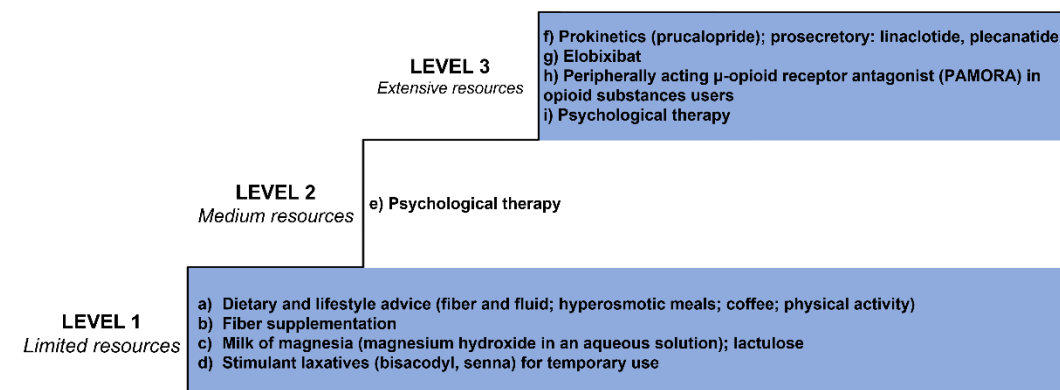 f) Prokinetics (prucalopride); prosecretory: linaclotide, plecanatide
g) Elobixibat
h) Peripherally acting μ-opioid receptor antagonist (PAMORA) in
opioid substances users
i) Psychological therapy
LEVEL 3
Extensive resources
LEVEL 2
Medium resources
e) Psychological therapy
LEVEL 1
Limited resources
a) Dietary and lifestyle advice (fiber and fluid; hyperosmotic meals; coffee; physical activity)
b) Fiber supplementation
c) Milk of magnesia (magnesium hydroxide in an aqueous solution); lactulose
d) Stimulant laxatives (bisacodyl, senna) for temporary use